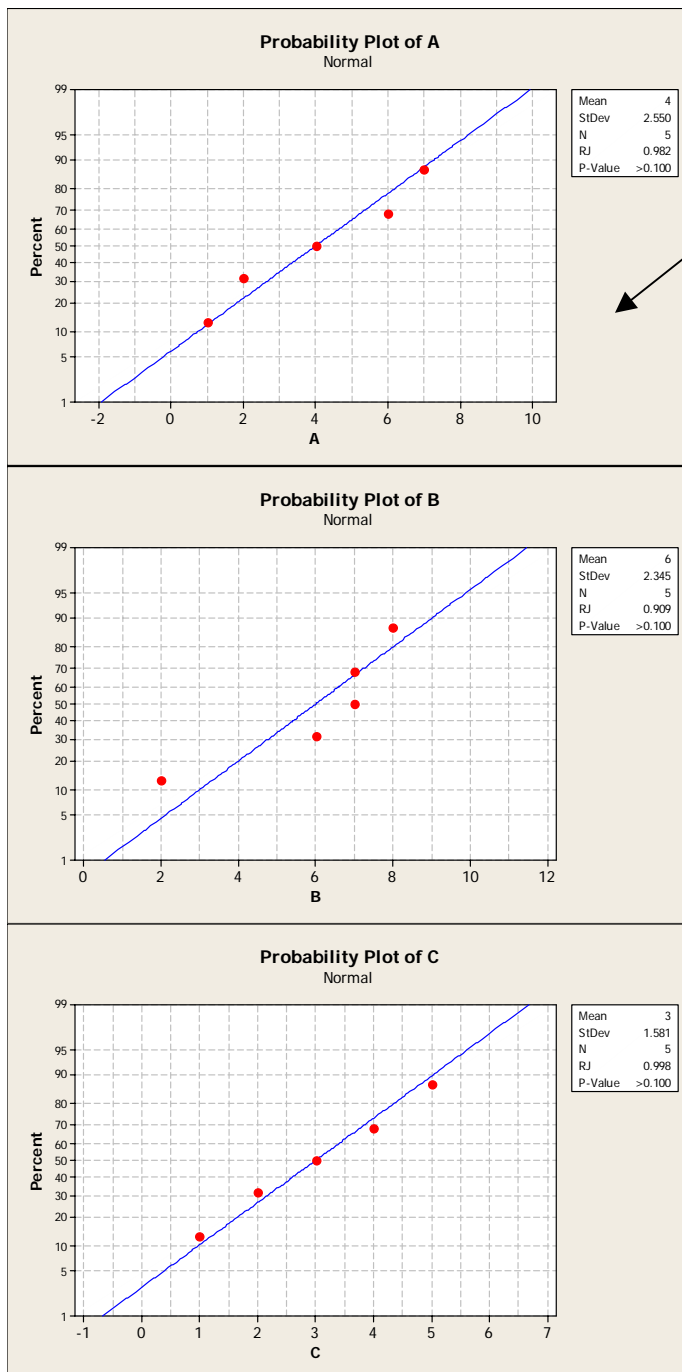 Probability Plot of A
Normal
99
95
90
80
70
60
50
40
30
20
10
5
1
Percent
-2 0 2 4 6 8 10
A
Mean 4
StDev 2.550
N 5
RJ 0.982
P-Value >0.100
Probability Plot of B
Normal
99
95
90
80
70
60
50
40
30
20
10
5
1
Percent
0 2 4 6 8 10 12
B
Mean 6
StDev 2.345
N 5
RJ 0.909
P-Value >0.100
Probability Plot of C
Normal
99
95
90
80
70
60
50
40
30
20
10
5
1
Percent
-1 0 1 2 3 4 5 6 7
C
Mean 3
StDev 1.581
N 5
RJ 0.998
P-Value >0.100